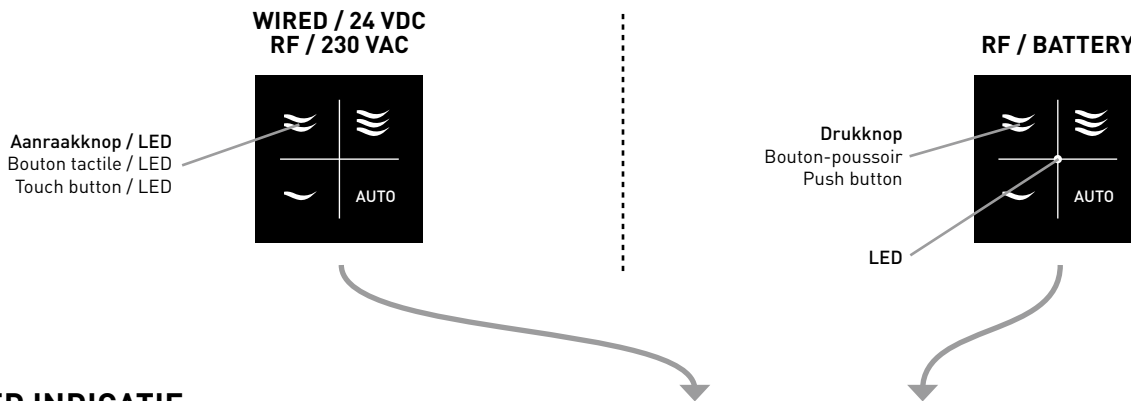 WIRED / 24 VDC
RF / 230 VAC
Aanraakknop / LED
Bouton tactile / LED
Touch button / LED
AUTO
RF / BATTERY
Drukknop
Bouton-poussoir
Push button
LED
AUTO
INDICATIE